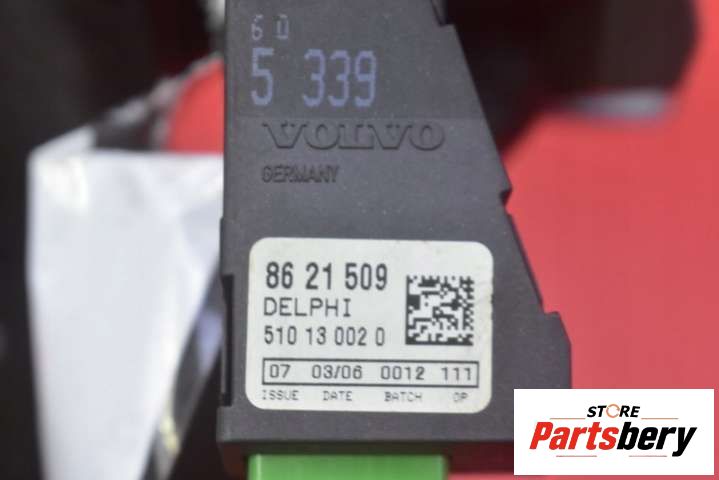 6 Q
5 339
VOLVO
GERMANY
86 21 509
DELPHI
51 0 13 002 0
07 03/06 0012 111
ISSUE DATE BATCH OP
STORE
Partsbery